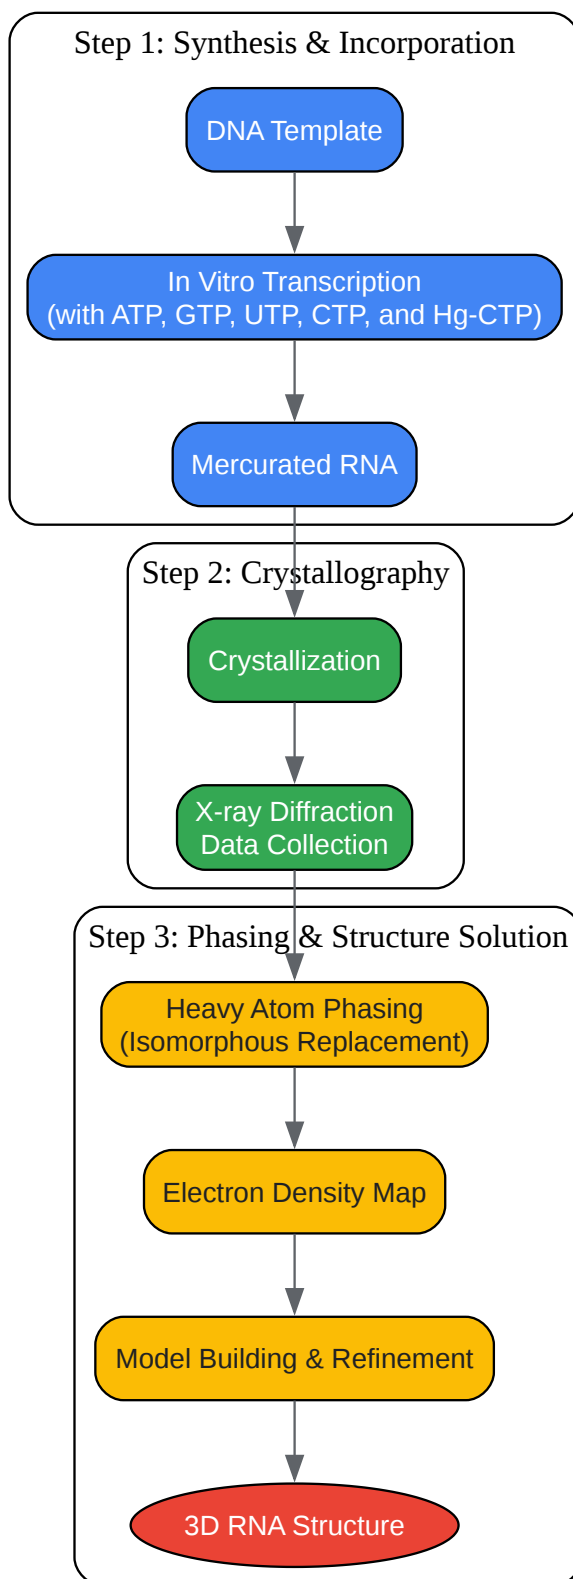 Step 1: Synthesis & Incorporation
DNA Template
In Vitro Transcription
(with ATP, GTP, UTP, CTP, and Hg-CTP)
Mercurated RNA
Step 2: Crystallography
Crystallization
X-ray Diffraction
Data Collection
Step 3: Phasing & Structure Solution
Heavy Atom Phasing
(Isomorphous Replacement)
Electron Density Map
Model Building & Refinement
3D RNA Structure